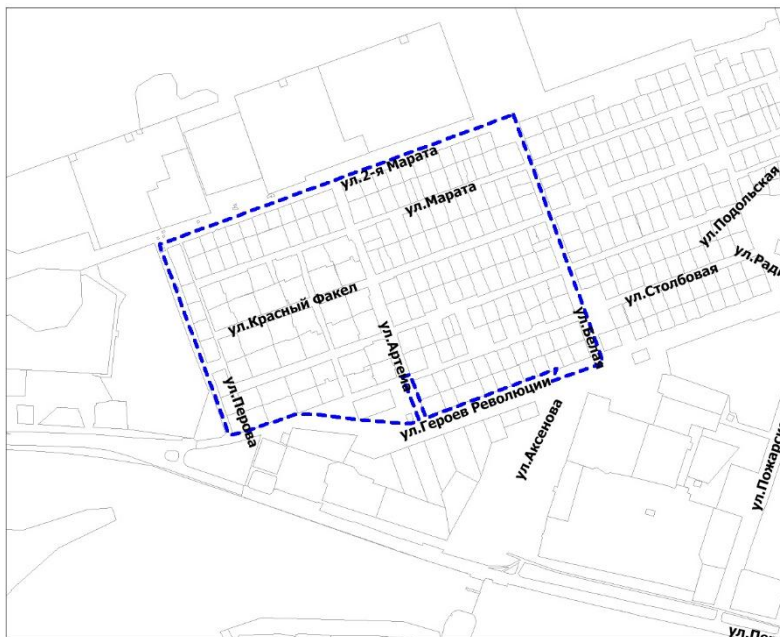 ул.2-я Марата
ул.Марата
ул.Подольская
ул.Красный Факел
ул.Столбовая
ул.Артема
ул.Белая
ул.Перова
ул.Героев Революции
ул.Аксенова